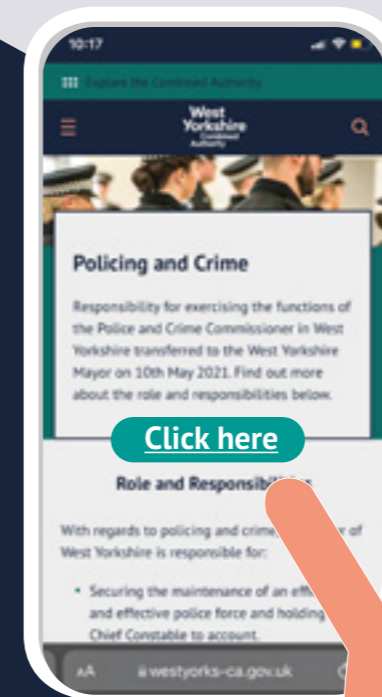 10:17
Explore the Combined Authority
West
Yorkshire
Combined
Authority
Policing and Crime
Responsibility for exercising the functions of
the Police and Crime Commissioner in West
Yorkshire transferred to the West Yorkshire
Mayor on 10th May 2021. Find out more
about the role and responsibilities below.
Click here
Role and
With regards to policing and crime, of
West Yorkshire is responsible for:
• Securing the maintenance of an
and effective police force and holding
Chief Constable to account.
AA westyorks-ca.gov.uk